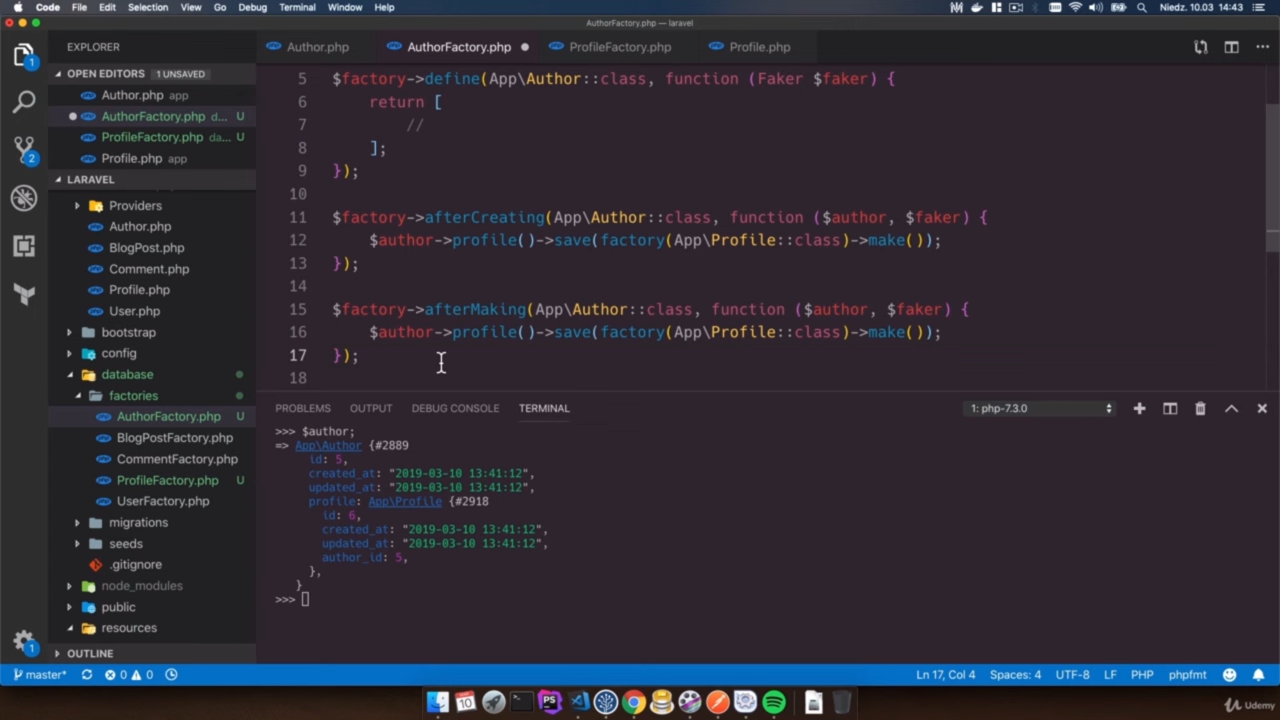 Code File Edit Selection View Go Debug Terminal Window Help Niedz. 10.03 14:43
AuthorFactory.php — laravel
EXPLORER
Author.php AuthorFactory.php ProfileFactory.php Profile.php
OPEN EDITORS 1 UNSAVED
Author.php app
AuthorFactory.php d... U
ProfileFactory.php da... U
Profile.php app
LARAVEL
Providers
Author.php
BlogPost.php
Comment.php
Profile.php
User.php
bootstrap
config
database
factories
AuthorFactory.php U
BlogPostFactory.php
CommentFactory.php
ProfileFactory.php U
UserFactory.php
migrations
seeds
.gitignore
node_modules
public
resources
OUTLINE
1
2
1
5 $factory->define(App\Author::class, function (Faker $faker) {
6 return [
7 //
8 ];
9 });
10
11 $factory->afterCreating(App\Author::class, function ($author, $faker) {
12 $author->profile()->save(factory(App\Profile::class)->make());
13 });
14
15 $factory->afterMaking(App\Author::class, function ($author, $faker) {
16 $author->profile()->save(factory(App\Profile::class)->make());
17 });
18
PROBLEMS OUTPUT DEBUG CONSOLE TERMINAL 1: php-7.3.0
>>> $author;
=> App\Author {#2889
id: 5,
created_at: "2019-03-10 13:41:12",
updated_at: "2019-03-10 13:41:12",
profile: App\Profile {#2918
id: 6,
created_at: "2019-03-10 13:41:12",
updated_at: "2019-03-10 13:41:12",
author_id: 5,
},
}
>>>
master* 0 0 Ln 17, Col 4 Spaces: 4 UTF-8 LF PHP phpfmt
10 PS
Udemy